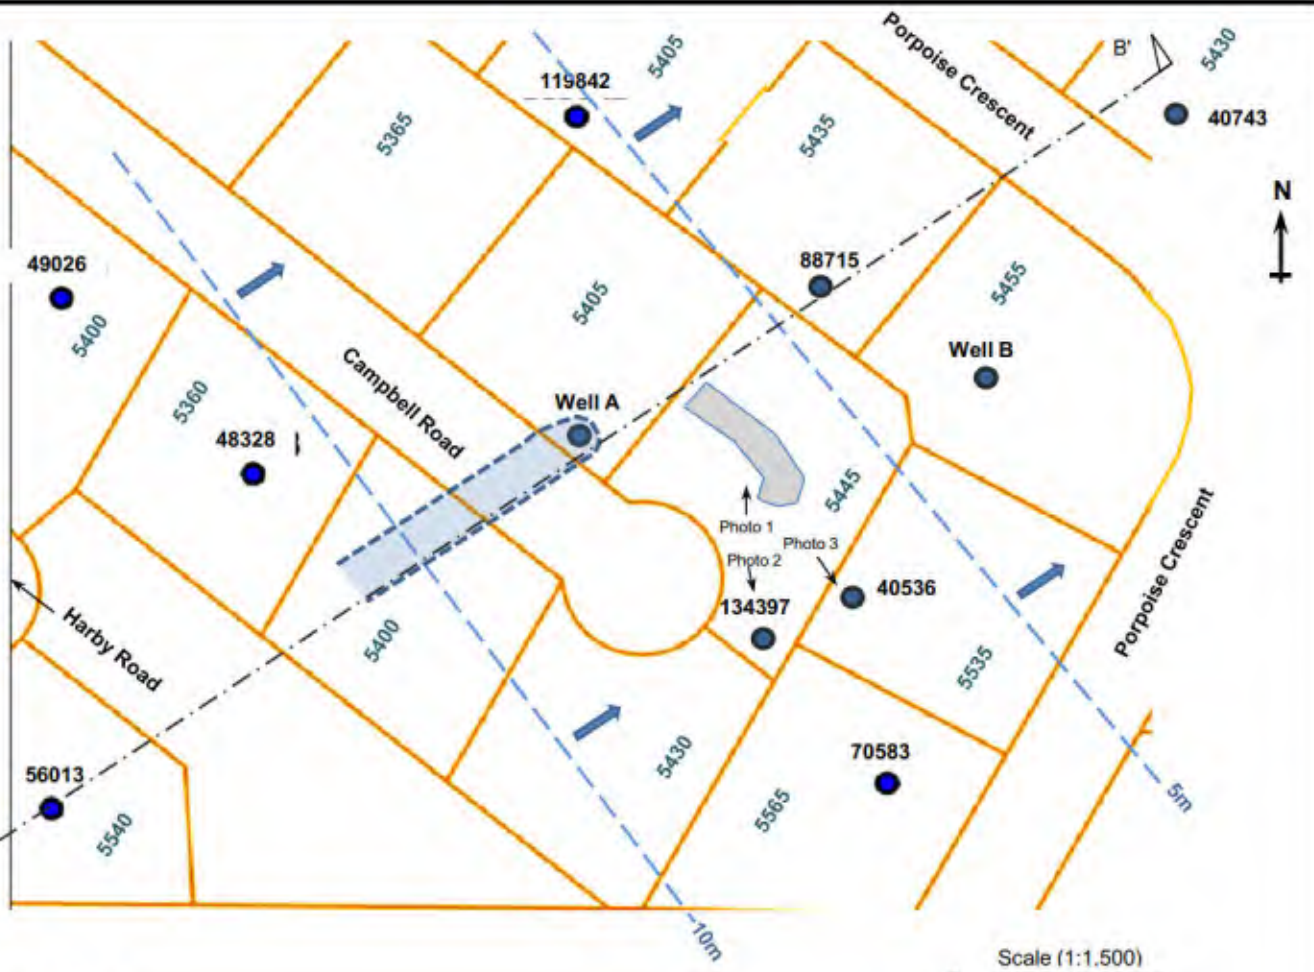 Porpoise Crescent
B'
5430
5405
119842
40743
5365
5435
N
49026
88715
5405
5455
5400
Campbell Road
Well B
5360
Well A
48328
5445
Photo 1
Photo 3
Photo 2
Porpoise Crescent
40536
134397
Harby Road
5400
5535
5430
70583
56013
5m
5565
5540
10m
Scale (1:1,500)